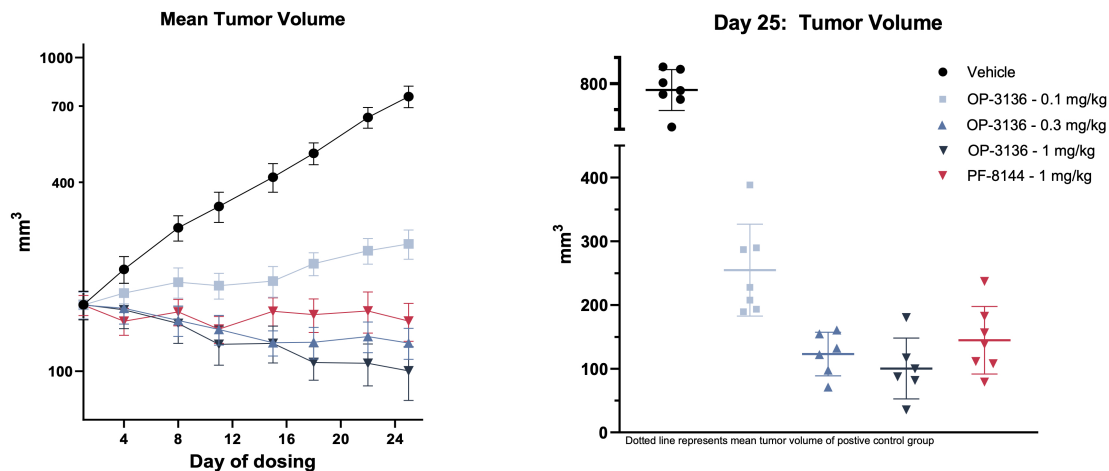 Mean Tumor Volume
1000
700
400
100
mm3
4 8 12 16 20 24
Day of dosing
Day 25: Tumor Volume
800
400
300
200
100
0
mm3
Vehicle
OP-3136 - 0.1 mg/kg
OP-3136 - 0.3 mg/kg
OP-3136 - 1 mg/kg
PF-8144 - 1 mg/kg
Dotted line represents mean tumor volume of postive control group